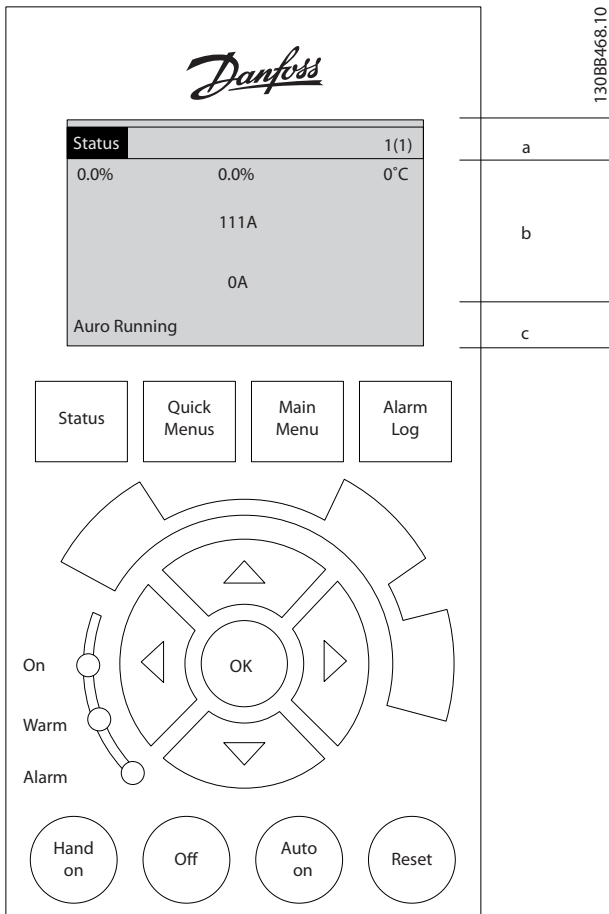 130BB468.10
Danfoss
Status 1(1)
a
0.0% 0.0% 0°C
111A
b
0A
Auro Running
c
Status
Quick
Menus
Main
Menu
Alarm
Log
OK
On
Warm
Alarm
Hand
on
Off
Auto
on
Reset